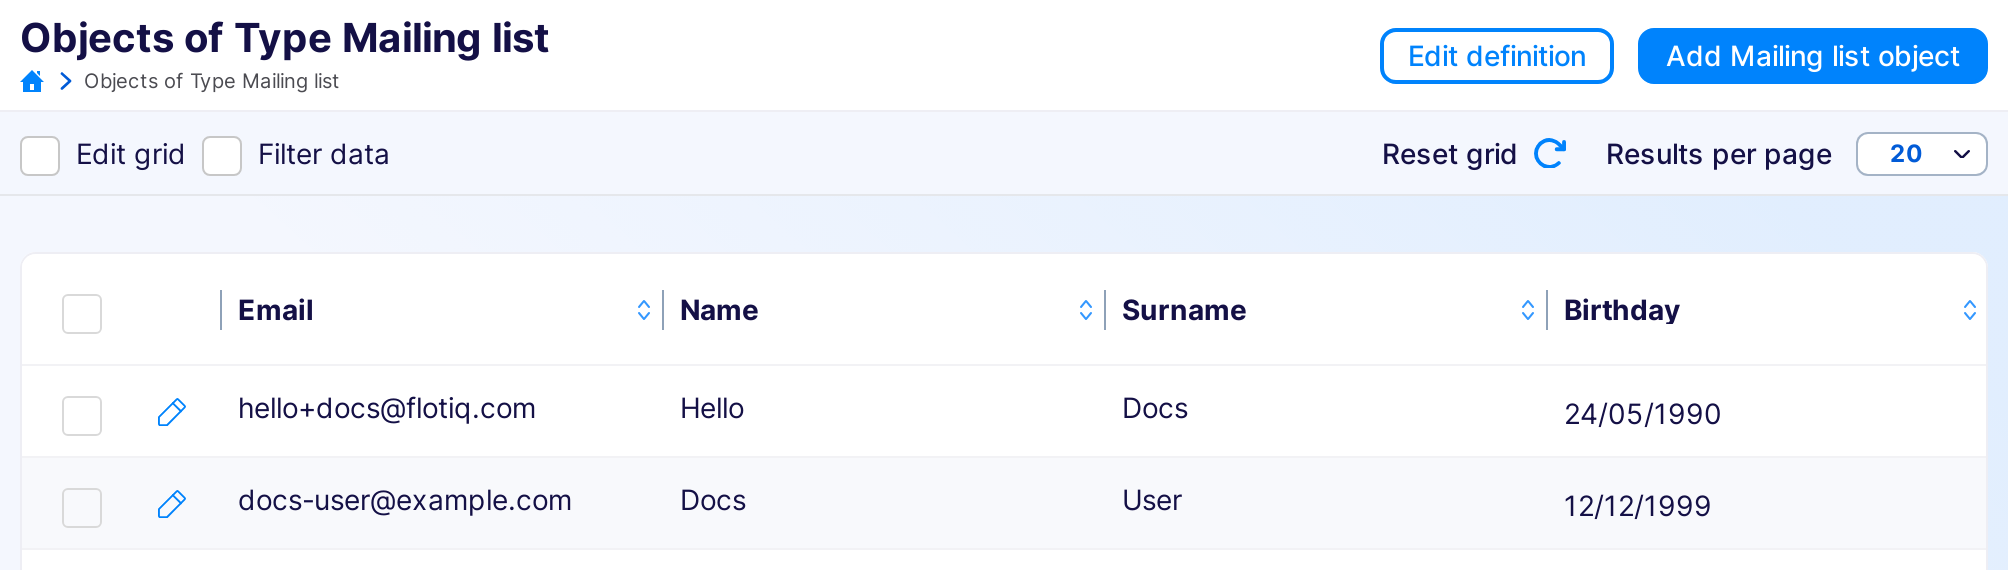 Objects of Type Mailing list
Objects of Type Mailing list
Edit definition
Add Mailing list object
Edit grid Filter data Reset grid Results per page 20
Email Name Surname Birthday
hello+docs@flotiq.com Hello Docs 24/05/1990
docs-user@example.com Docs User 12/12/1999